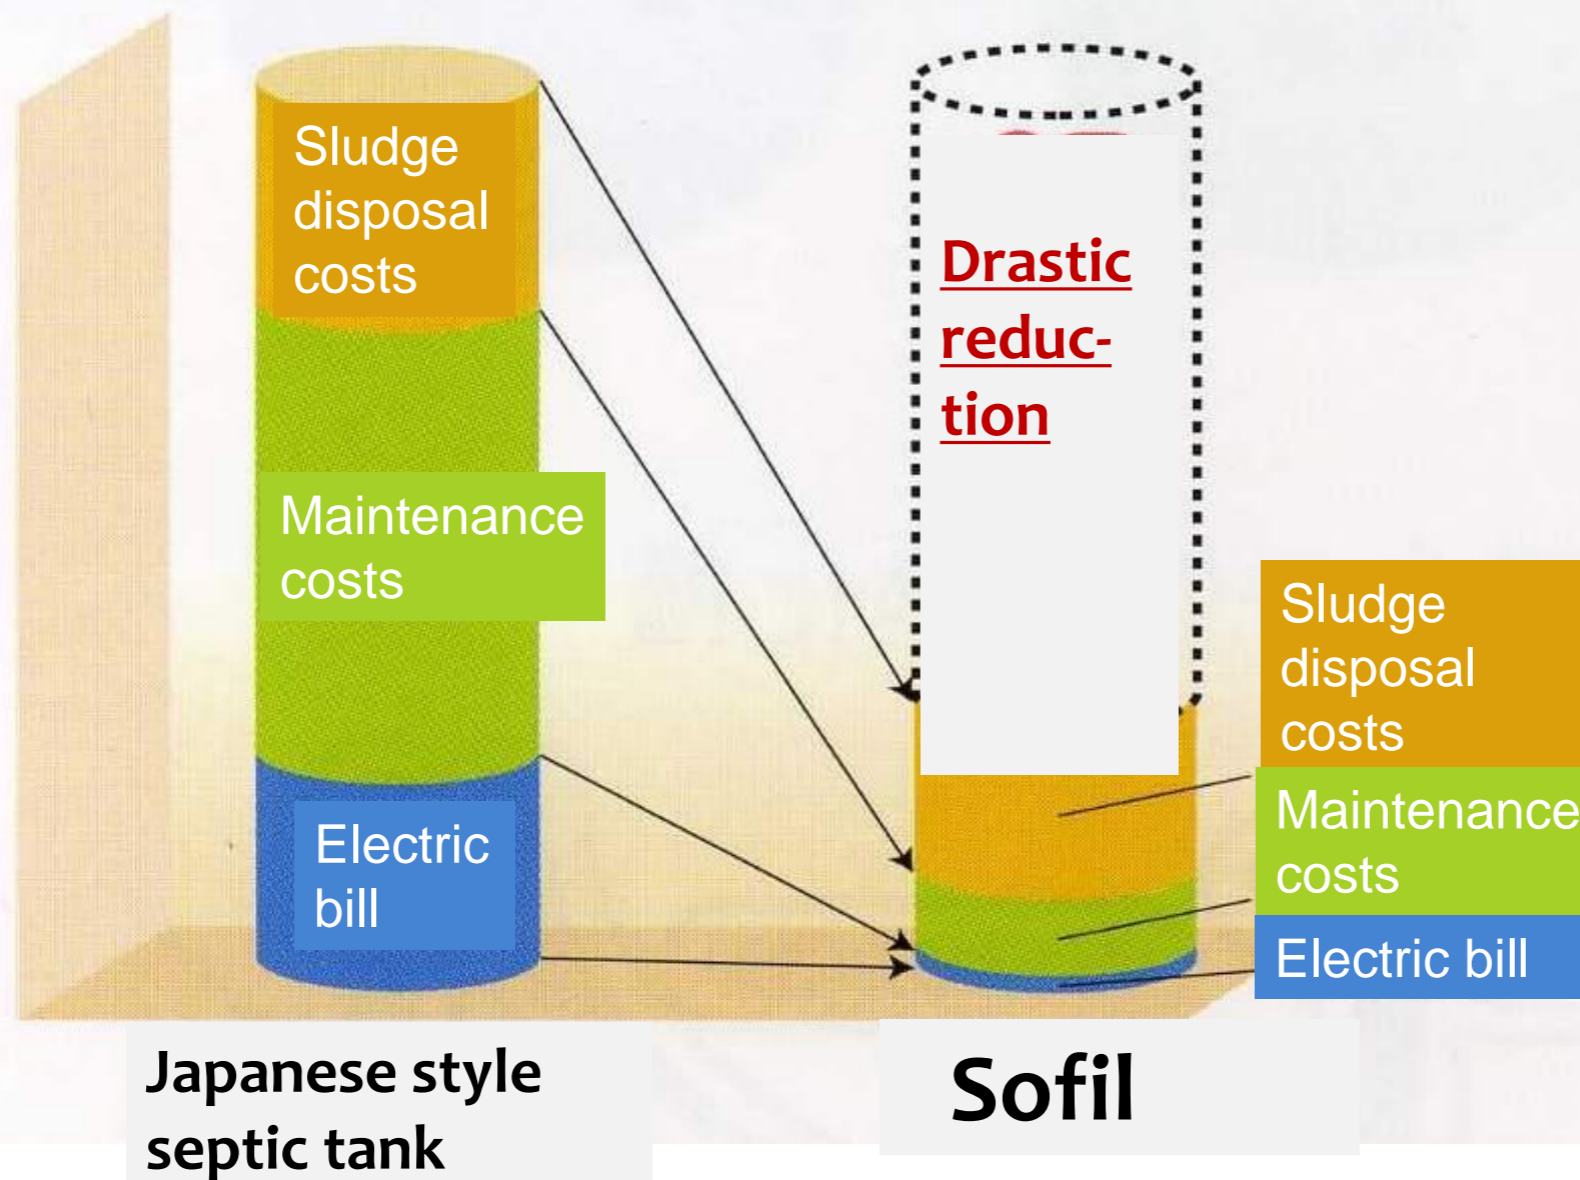 Sludge
disposal
costs
Maintenance
costs
Electric
bill
Drastic
reduc-
tion
Sludge
disposal
costs
Maintenance
costs
Electric bill
Japanese style
septic tank
Sofil